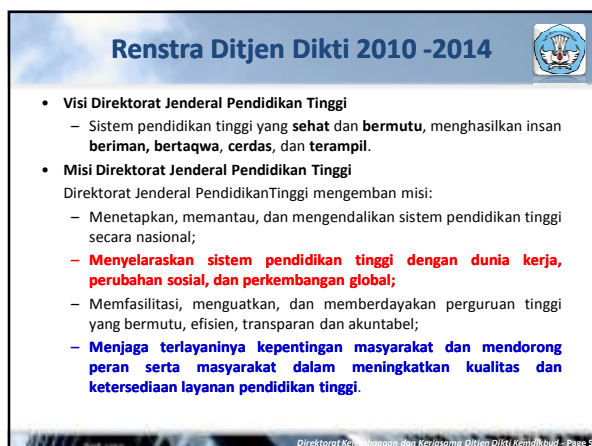 Renstra Ditjen Dikti 2010 -2014
• Visi Direktorat Jenderal Pendidikan Tinggi
– Sistem pendidikan tinggi yang sehat dan bermutu, menghasilkan insan
beriman, bertaqwa, cerdas, dan terampil.
• Misi Direktorat Jenderal Pendidikan Tinggi
Direktorat Jenderal PendidikanTinggi mengemban misi:
– Menetapkan, memantau, dan mengendalikan sistem pendidikan tinggi
secara nasional;
– Menyelaraskan sistem pendidikan tinggi dengan dunia kerja,
perubahan sosial, dan perkembangan global;
– Memfasilitasi, menguatkan, dan memberdayakan perguruan tinggi
yang bermutu, efisien, transparan dan akuntabel;
– Menjaga terlayaninya kepentingan masyarakat dan mendorong
peran serta masyarakat dalam meningkatkan kualitas dan
ketersediaan layanan pendidikan tinggi.
Direktorat Kelembagaan dan Kerjasama Ditjen Dikti Kemdikbud - Page 5